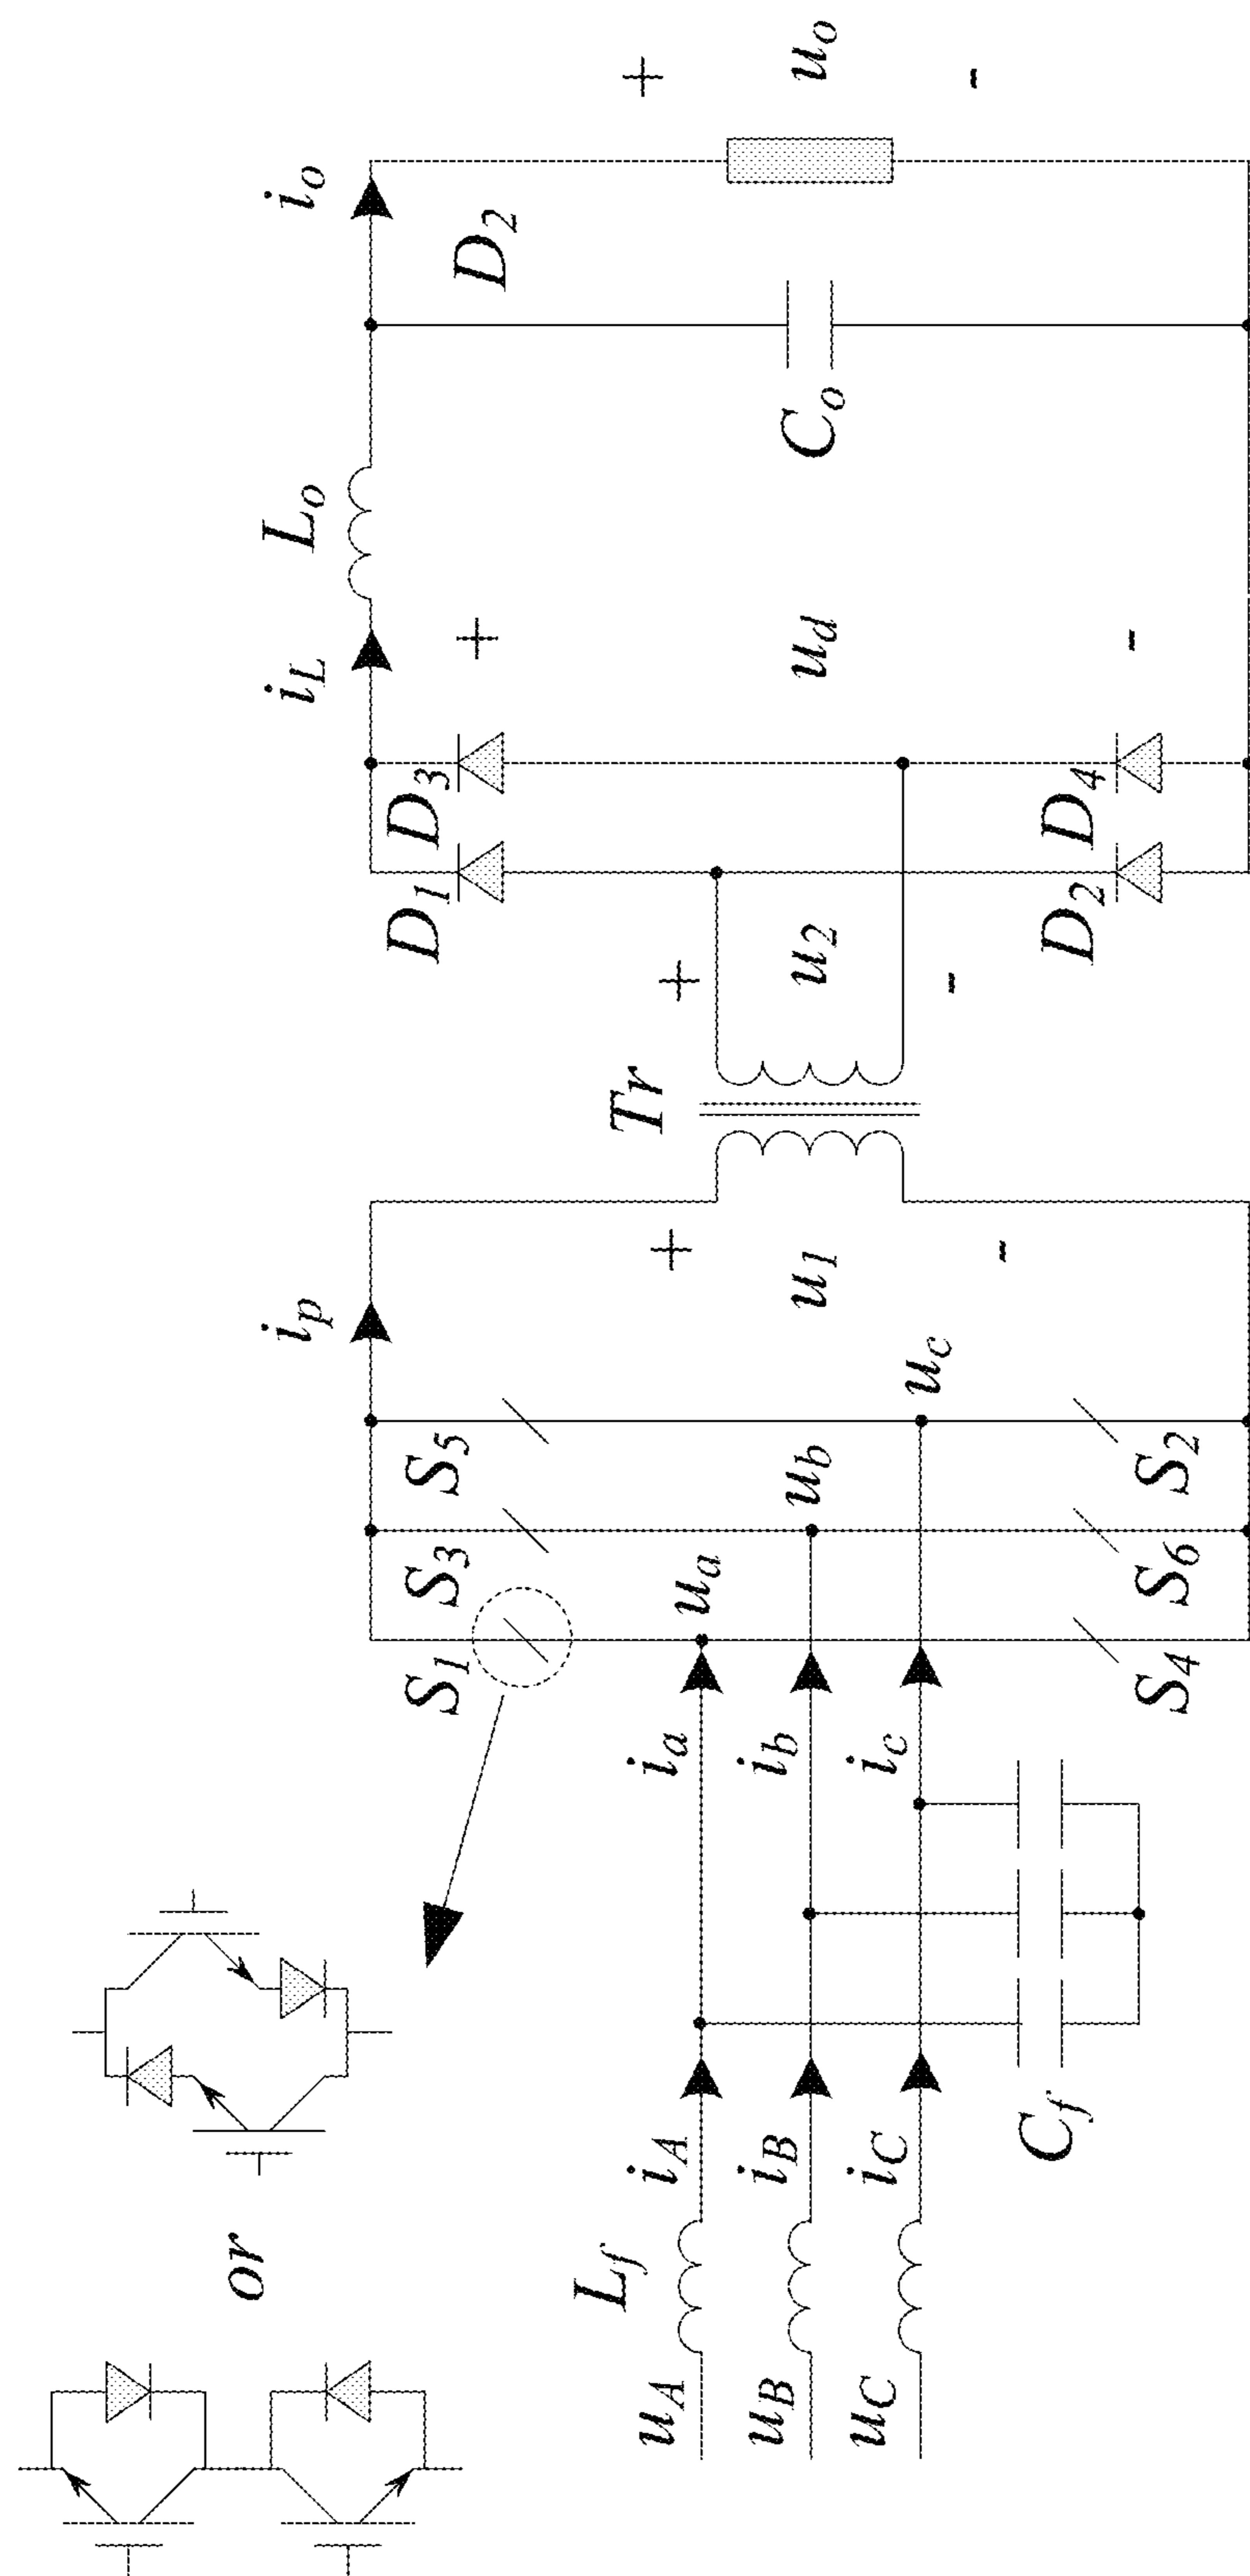 or
u_A
u_B
u_C
L_f
i_A
i_B
i_C
C_f
i_a
i_b
i_c
S_1
S_3
S_5
u_a
u_b
u_c
S_4
S_6
S_2
i_p
+
u_1
-
Tr
+
u_2
-
D_1
D_3
D_2
D_4
i_L
+
u_d
-
L_o
C_o
D_2
i_o
+
u_o
-